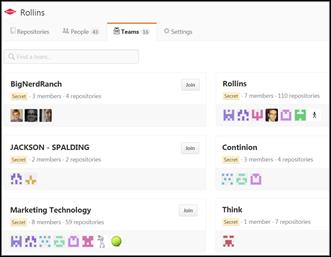 Rollins
Repositories People 43 Teams 16 Settings
Find a team...
BigNerdRanch Join
Secret · 3 members · 4 repositories
Rollins
Secret · 7 members · 110 repositories
JACKSON - SPALDING Join
Secret · 2 members · 2 repositories
Continion
Secret · 3 members · 4 repositories
Marketing Technology Join
Secret · 8 members · 59 repositories
Think
Secret · 1 member · 7 repositories